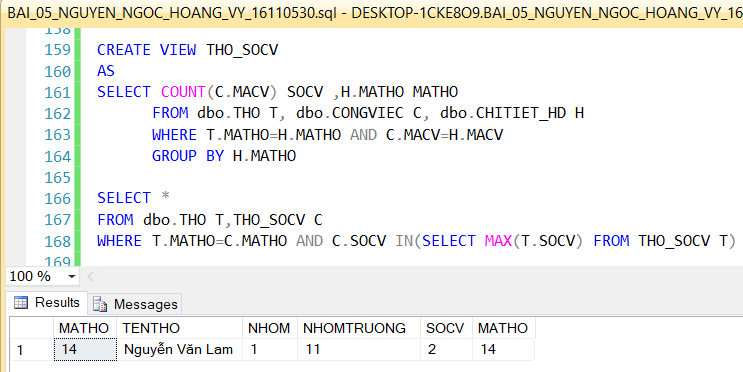 BAI_05_NGUYEN_NGOC_HOANG_VY_16110530.sql - DESKTOP-1CKE8O9.BAI_05_NGUYEN_NGOC_HOANG_VY_16
158
159 CREATE VIEW THO_SOCV
160 AS
161 SELECT COUNT(C.MACV) SOCV ,H.MATHO MATHO
162 FROM dbo.THO T, dbo.CONGVIEC C, dbo.CHITIET_HD H
163 WHERE T.MATHO=H.MATHO AND C.MACV=H.MACV
164 GROUP BY H.MATHO
165
166 SELECT *
167 FROM dbo.THO T,THO_SOCV C
168 WHERE T.MATHO=C.MATHO AND C.SOCV IN(SELECT MAX(T.SOCV) FROM THO_SOCV T)
169
100 %
Results Messages
MATHO TENTHO NHOM NHOMTRUONG SOCV MATHO
1 14 Nguyễn Văn Lam 1 11 2 14